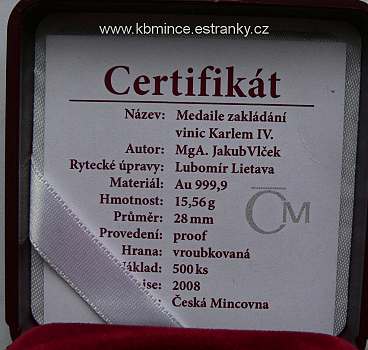 www.kbmince.estranky.cz
Certifikát
Název: Medaile zakládání
vinic Karlem IV.
Autor: MgA. Jakub Vlček
Rytecké úpravy: Lubomír Lietava
Materiál: Au 999,9
Hmotnost: 15,56 g
Průměr: 28 mm
Provedení: proof
Hrana: vroubkovaná
áklad: 500 ks
ise: 2008
: Česká Mincovna
ČM